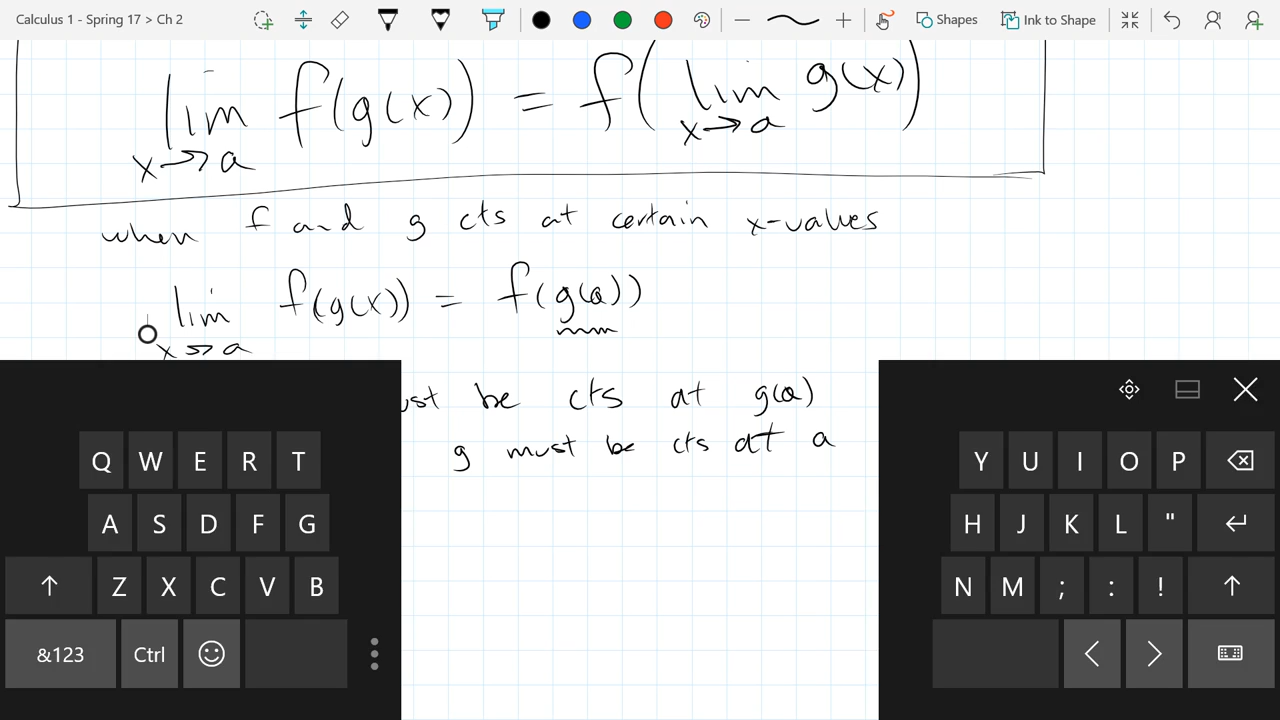 Calculus 1 - Spring 17 > Ch 2 Shapes Ink to Shape
lim f(g(x)) = f(lim g(x))
x→a x→a
when f and g cts at certain x-values
lim f(g(x)) = f(g(a))
x→a
ust be cts at g(a)
g must be cts at a
Q W E R T Y U I O P
A S D F G H J K L "
↑ Z X C V B N M ; : ! ↑
&123 Ctrl < >